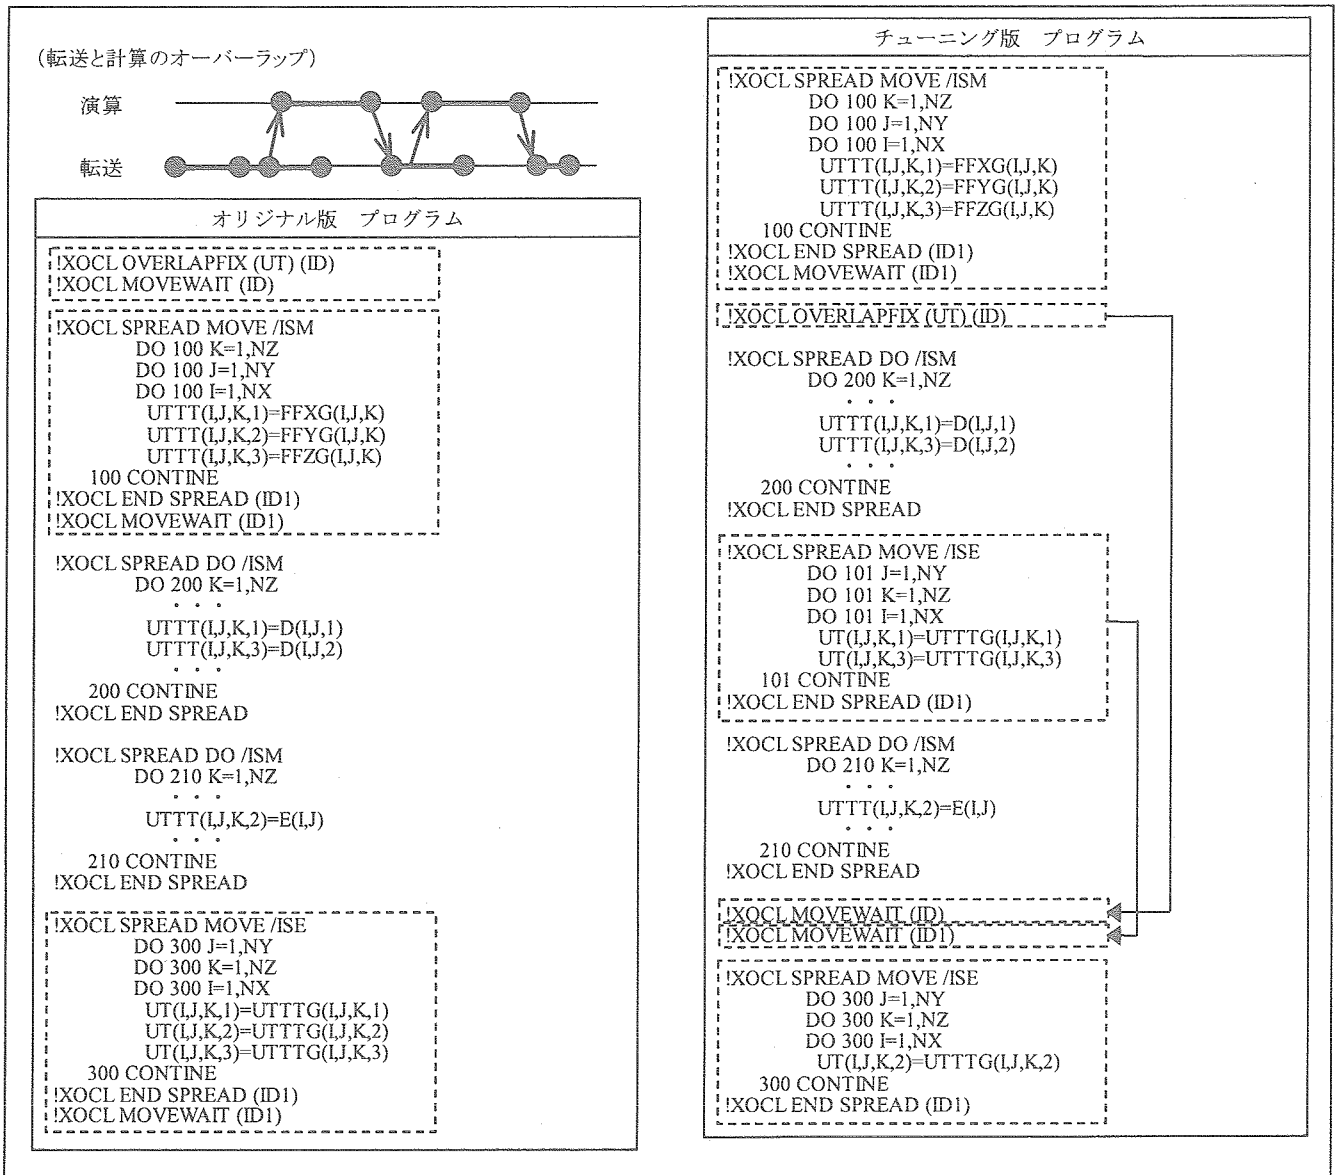 (転送と計算のオーバーラップ)
演算
転送
オリジナル版 プログラム
!XOCL OVERLAPFIX (UT) (ID)
!XOCL MOVEWAIT (ID)
!XOCL SPREAD MOVE /ISM
DO 100 K=1,NZ
DO 100 J=1,NY
DO 100 I=1,NX
UTTT(I,J,K,1)=FFXG(I,J,K)
UTTT(I,J,K,2)=FFYG(I,J,K)
UTTT(I,J,K,3)=FFZG(I,J,K)
100 CONTINE
!XOCL END SPREAD (ID1)
!XOCL MOVEWAIT (ID1)
!XOCL SPREAD DO /ISM
DO 200 K=1,NZ
・・・
UTTT(I,J,K,1)=D(I,J,1)
UTTT(I,J,K,3)=D(I,J,2)
・・・
200 CONTINE
!XOCL END SPREAD
!XOCL SPREAD DO /ISM
DO 210 K=1,NZ
・・・
UTTT(I,J,K,2)=E(I,J)
・・・
210 CONTINE
!XOCL END SPREAD
!XOCL SPREAD MOVE /ISE
DO 300 J=1,NY
DO 300 K=1,NZ
DO 300 I=1,NX
UT(I,J,K,1)=UTTTG(I,J,K,1)
UT(I,J,K,2)=UTTTG(I,J,K,2)
UT(I,J,K,3)=UTTTG(I,J,K,3)
300 CONTINE
!XOCL END SPREAD (ID1)
!XOCL MOVEWAIT (ID1)
チューニング版 プログラム
!XOCL SPREAD MOVE /ISM
DO 100 K=1,NZ
DO 100 J=1,NY
DO 100 I=1,NX
UTTT(I,J,K,1)=FFXG(I,J,K)
UTTT(I,J,K,2)=FFYG(I,J,K)
UTTT(I,J,K,3)=FFZG(I,J,K)
100 CONTINE
!XOCL END SPREAD (ID1)
!XOCL MOVEWAIT (ID1)
!XOCL OVERLAPFIX (UT) (ID)
!XOCL SPREAD DO /ISM
DO 200 K=1,NZ
・・・
UTTT(I,J,K,1)=D(I,J,1)
UTTT(I,J,K,3)=D(I,J,2)
・・・
200 CONTINE
!XOCL END SPREAD
!XOCL SPREAD MOVE /ISE
DO 101 J=1,NY
DO 101 K=1,NZ
DO 101 I=1,NX
UT(I,J,K,1)=UTTTG(I,J,K,1)
UT(I,J,K,3)=UTTTG(I,J,K,3)
101 CONTINE
!XOCL END SPREAD (ID1)
!XOCL SPREAD DO /ISM
DO 210 K=1,NZ
・・・
UTTT(I,J,K,2)=E(I,J)
・・・
210 CONTINE
!XOCL END SPREAD
!XOCL MOVEWAIT (ID)
!XOCL MOVEWAIT (ID1)
!XOCL SPREAD MOVE /ISE
DO 300 J=1,NY
DO 300 K=1,NZ
DO 300 I=1,NX
UT(I,J,K,2)=UTTTG(I,J,K,2)
300 CONTINE
!XOCL END SPREAD (ID1)